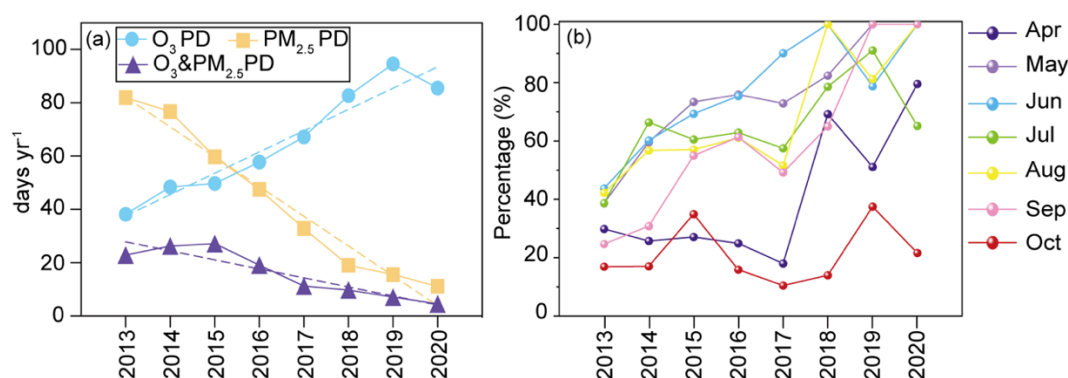 (a)
O₃ PD
PM₂.₅ PD
O₃&PM₂.₅PD
100
80
60
40
20
0
days yr⁻¹
2013
2014
2015
2016
2017
2018
2019
2020
(b)
100
80
60
40
20
0
Percentage (%)
2013
2014
2015
2016
2017
2018
2019
2020
Apr
May
Jun
Jul
Aug
Sep
Oct